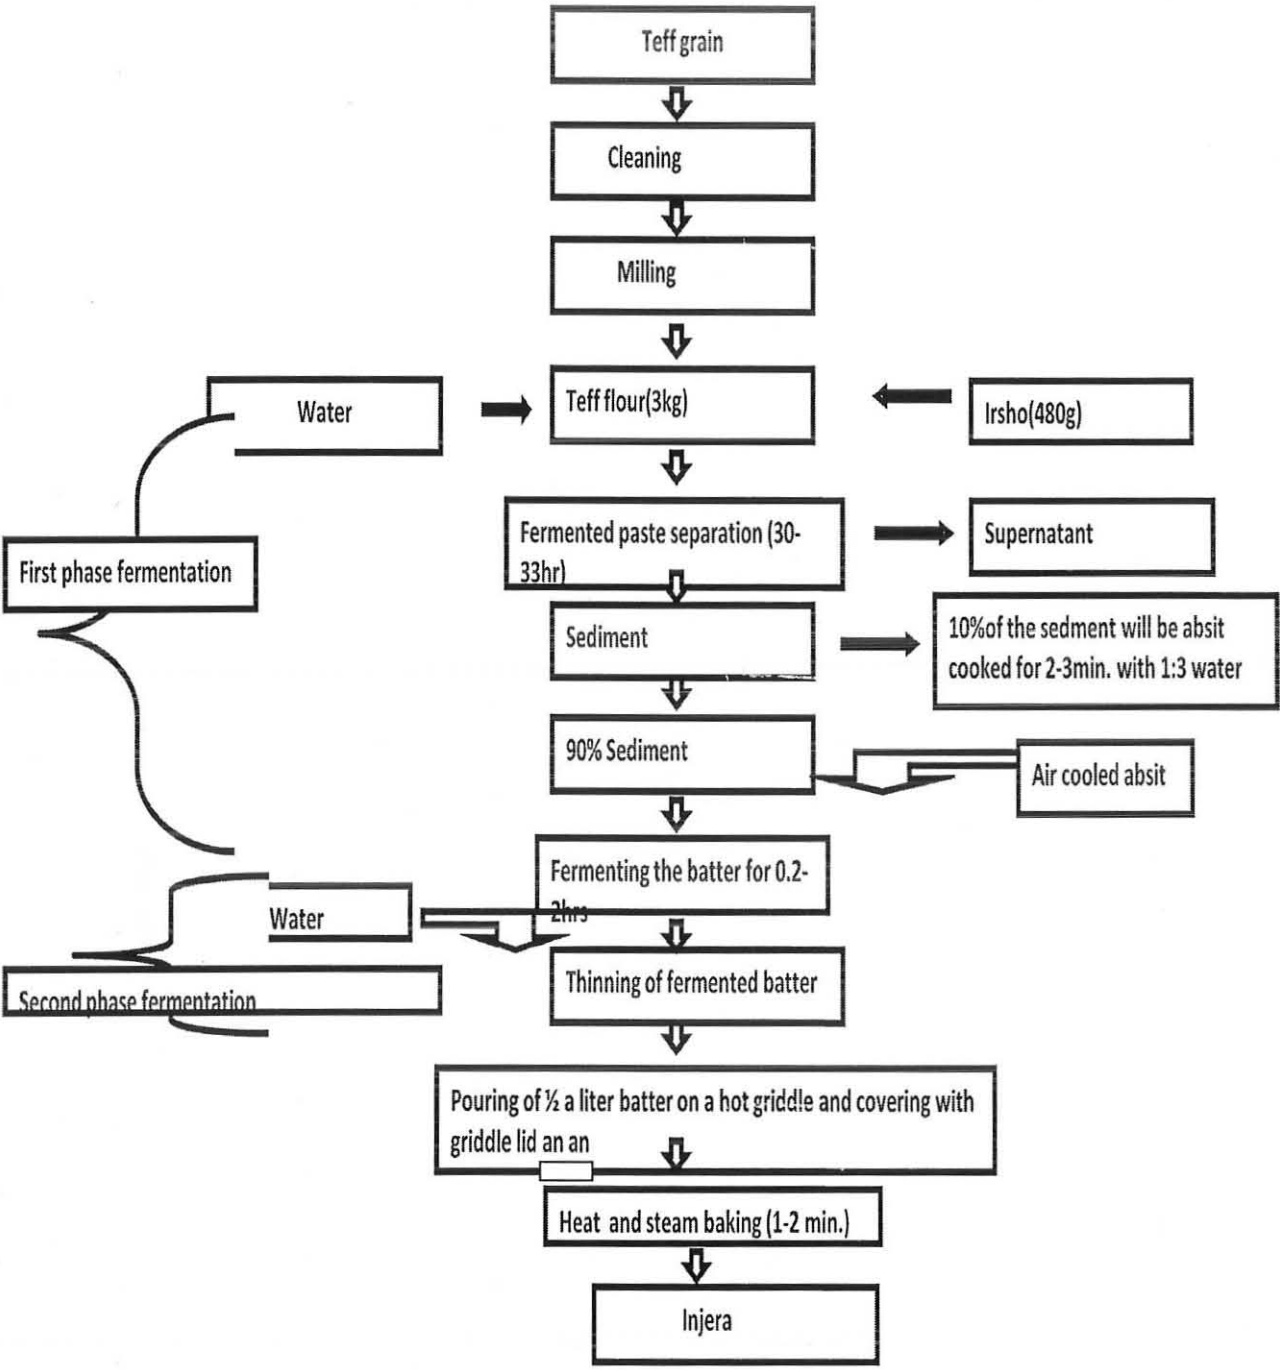 Teff grain
Cleaning
Milling
Water
Teff flour(3kg)
Irsho(480g)
Fermented paste separation (30-
33hr)
Supernatant
First phase fermentation
Sediment
10%of the sedment will be absit
cooked for 2-3min. with 1:3 water
90% Sediment
Air cooled absit
Fermenting the batter for 0.2-
2hrs
Water
Second phase fermentation
Thinning of fermented batter
Pouring of ½ a liter batter on a hot griddle and covering with
griddle lid an an
Heat and steam baking (1-2 min.)
Injera